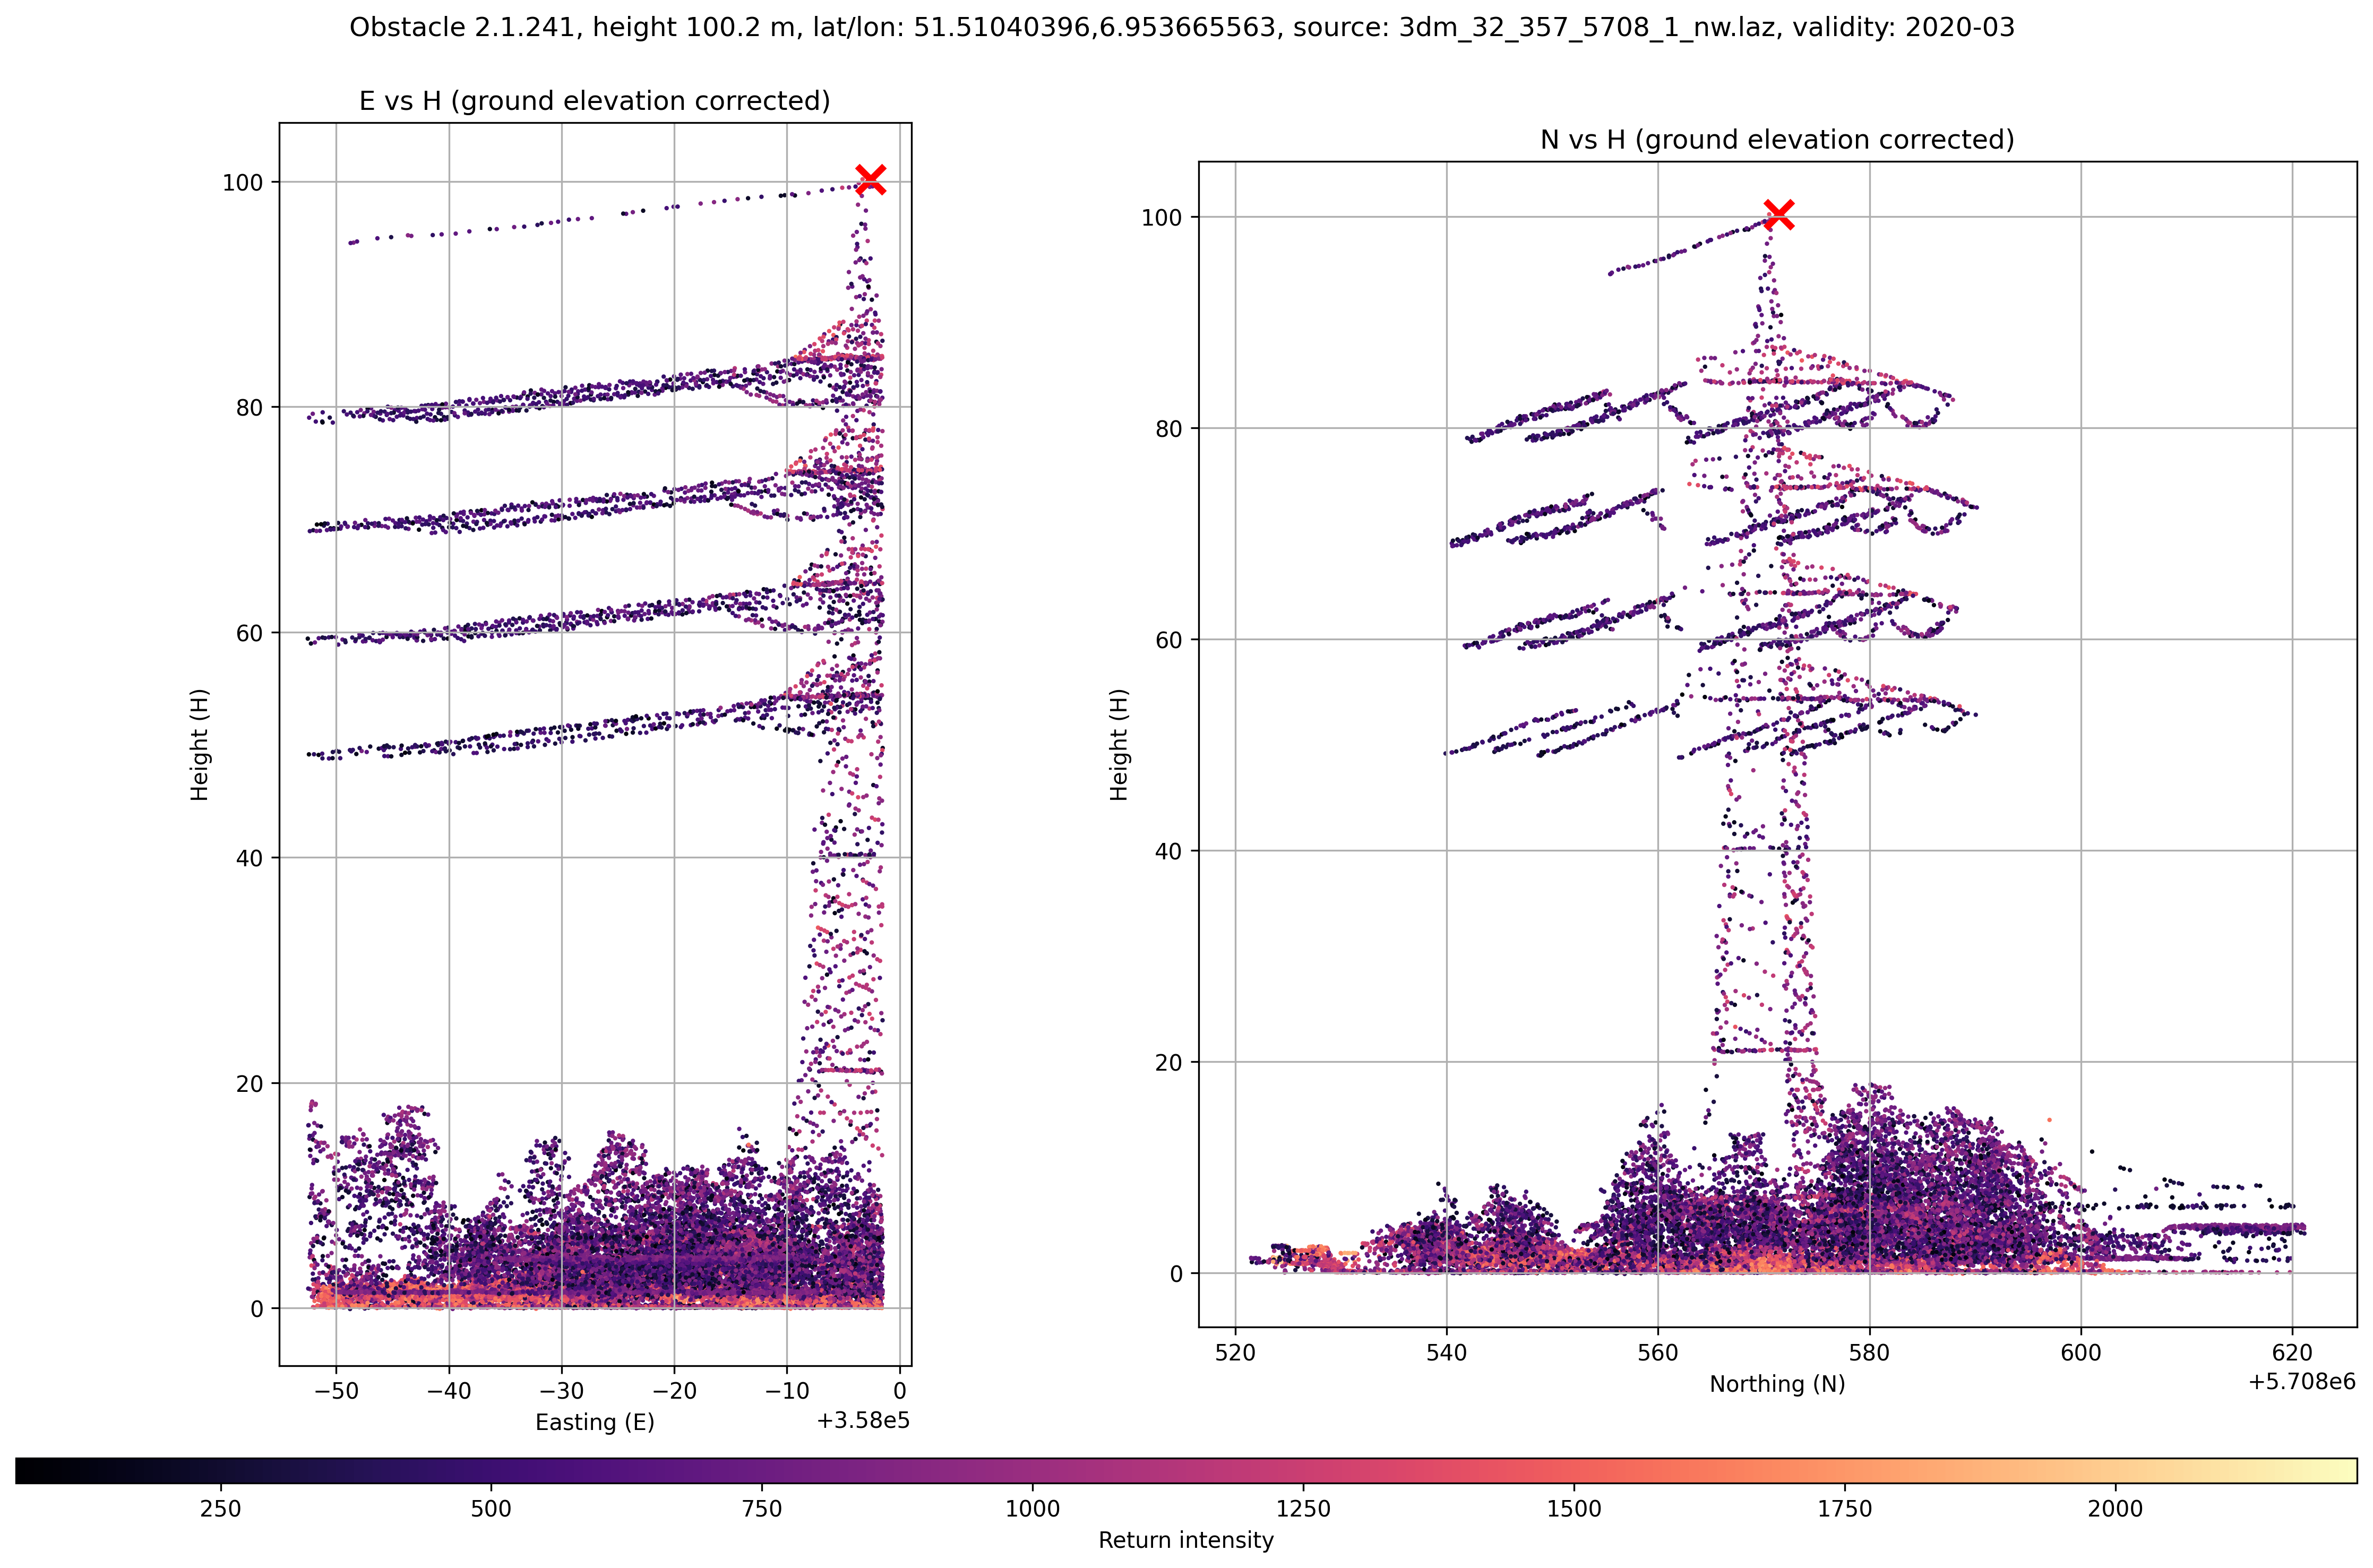 Obstacle 2.1.241, height 100.2 m, lat/lon: 51.51040396,6.953665563, source: 3dm_32_357_5708_1_nw.laz, validity: 2020-03
E vs H (ground elevation corrected)
100
80
60
40
20
0
Height (H)
−50 −40 −30 −20 −10 0
+3.58e5
Easting (E)
N vs H (ground elevation corrected)
100
80
60
40
20
0
Height (H)
520 540 560 580 600 620
+5.708e6
Northing (N)
250 500 750 1000 1250 1500 1750 2000
Return intensity